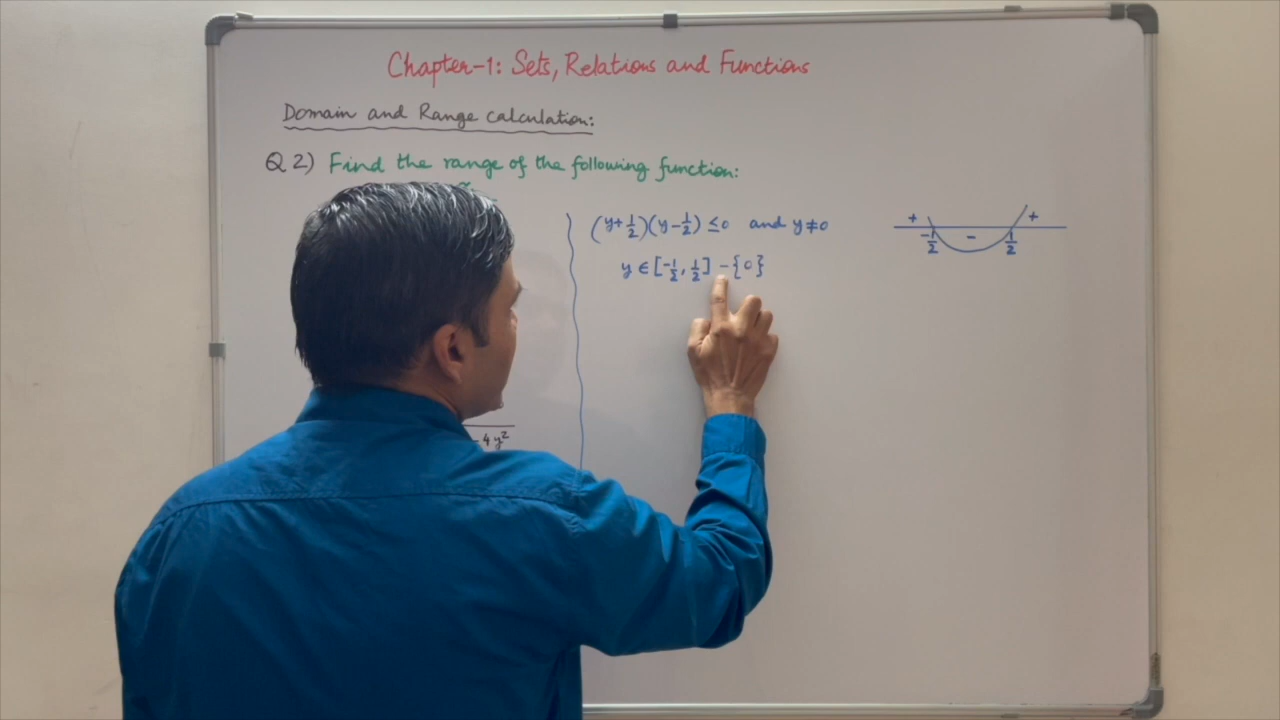 Chapter-1: Sets, Relations and Functions
Domain and Range calculation:
Q 2) Find the range of the following function:
(y+1/2)(y-1/2) ≤0 and y≠0
y ∈ [-1/2, 1/2] -{0}
+ - +
-1/2 1/2
- 4y²